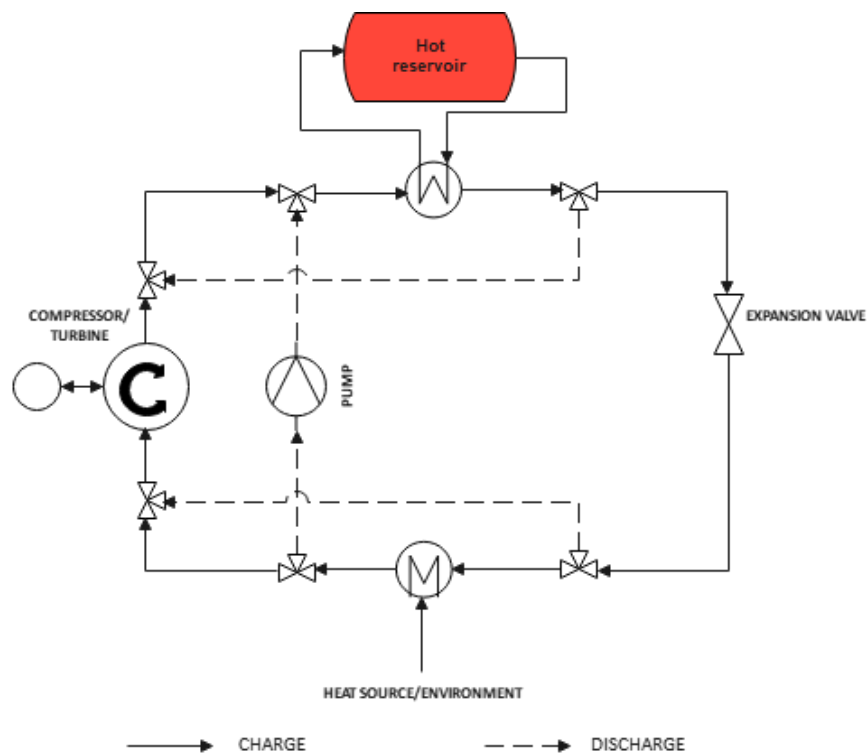 Hot
reservoir
COMPRESSOR/
TURBINE
EXPANSION VALVE
PUMP
HEAT SOURCE/ENVIRONMENT
CHARGE
DISCHARGE